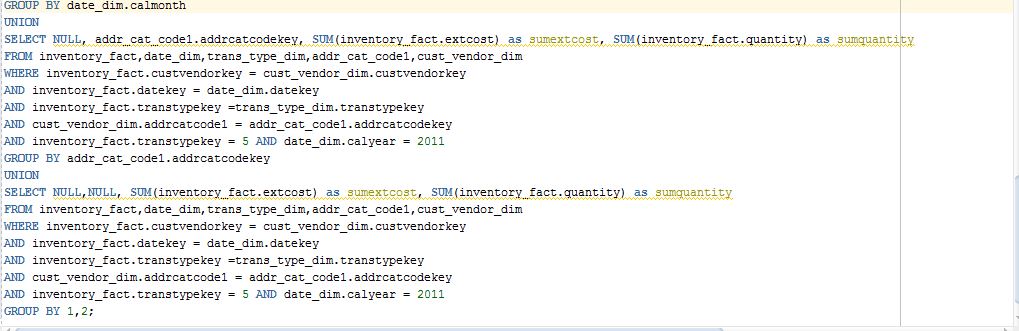 GROUP BY date_dim.calmonth
UNION
SELECT NULL, addr_cat_code1.addrcatcodekey, SUM(inventory_fact.extcost) as sumextcost, SUM(inventory_fact.quantity) as sumquantity
FROM inventory_fact,date_dim,trans_type_dim,addr_cat_code1,cust_vendor_dim
WHERE inventory_fact.custvendorkey = cust_vendor_dim.custvendorkey
AND inventory_fact.datekey = date_dim.datekey
AND inventory_fact.transtypekey =trans_type_dim.transtypekey
AND cust_vendor_dim.addrcatcode1 = addr_cat_code1.addrcatcodekey
AND inventory_fact.transtypekey = 5 AND date_dim.calyear = 2011
GROUP BY addr_cat_code1.addrcatcodekey
UNION
SELECT NULL,NULL, SUM(inventory_fact.extcost) as sumextcost, SUM(inventory_fact.quantity) as sumquantity
FROM inventory_fact,date_dim,trans_type_dim,addr_cat_code1,cust_vendor_dim
WHERE inventory_fact.custvendorkey = cust_vendor_dim.custvendorkey
AND inventory_fact.datekey = date_dim.datekey
AND inventory_fact.transtypekey =trans_type_dim.transtypekey
AND cust_vendor_dim.addrcatcode1 = addr_cat_code1.addrcatcodekey
AND inventory_fact.transtypekey = 5 AND date_dim.calyear = 2011
GROUP BY 1,2;